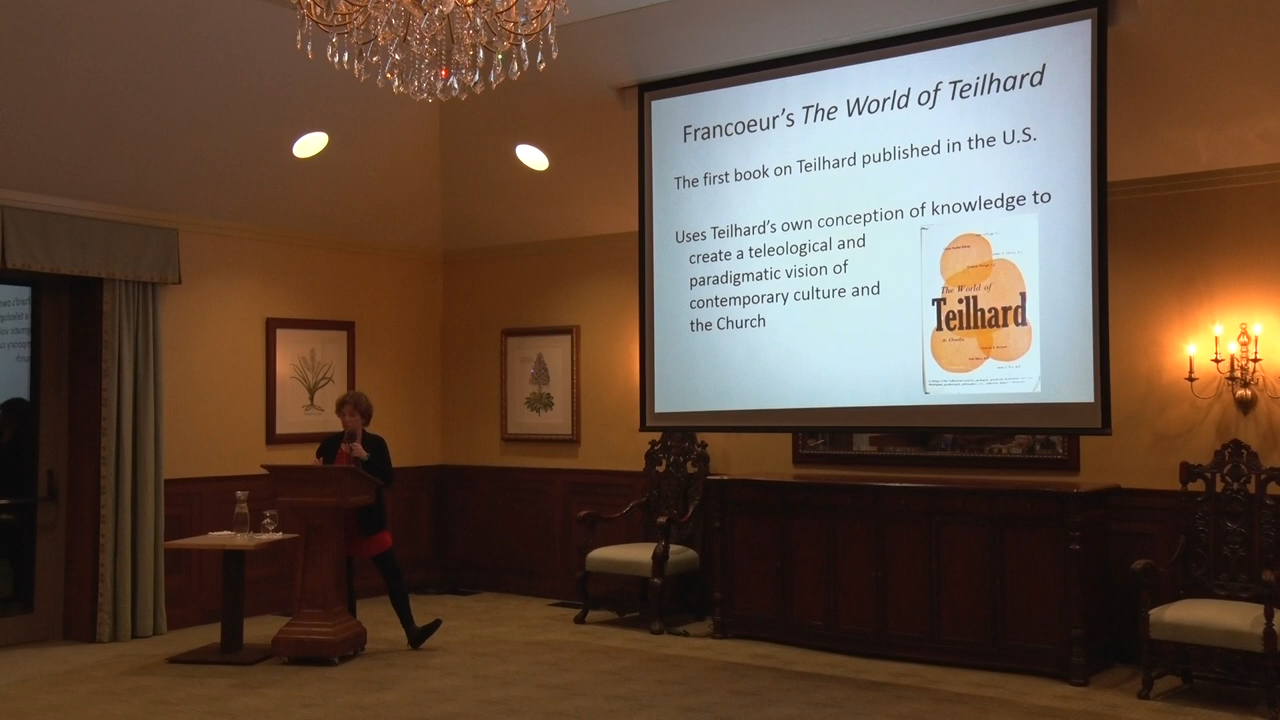 Francoeur's The World of Teilhard
The first book on Teilhard published in the U.S.
Uses Teilhard's own conception of knowledge to
create a teleological and
paradigmatic vision of
contemporary culture and
the Church
The World of
Teilhard